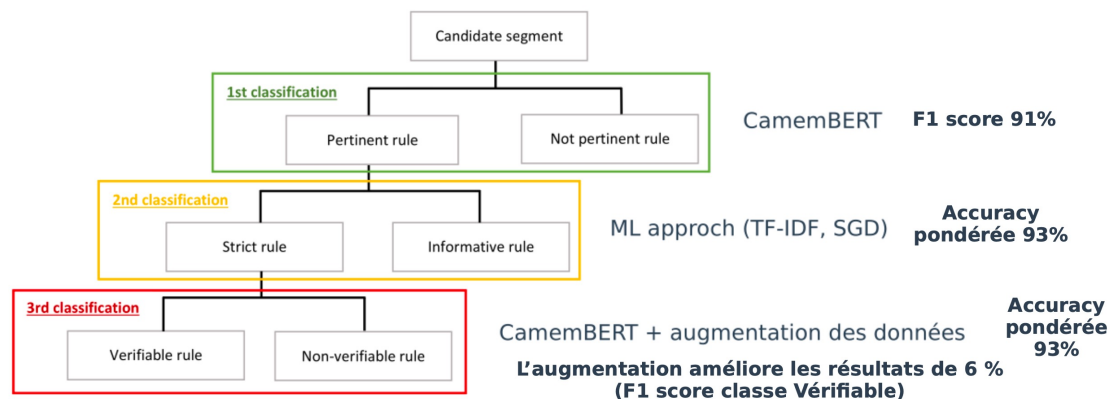 Candidate segment
1st classification
Pertinent rule
Not pertinent rule
CamemBERT
F1 score 91%
2nd classification
Strict rule
Informative rule
ML approch (TF-IDF, SGD)
Accuracy
pondérée 93%
3rd classification
Verifiable rule
Non-verifiable rule
CamemBERT + augmentation des données
Accuracy
pondérée
93%
L’augmentation améliore les résultats de 6 %
(F1 score classe Vérifiable)